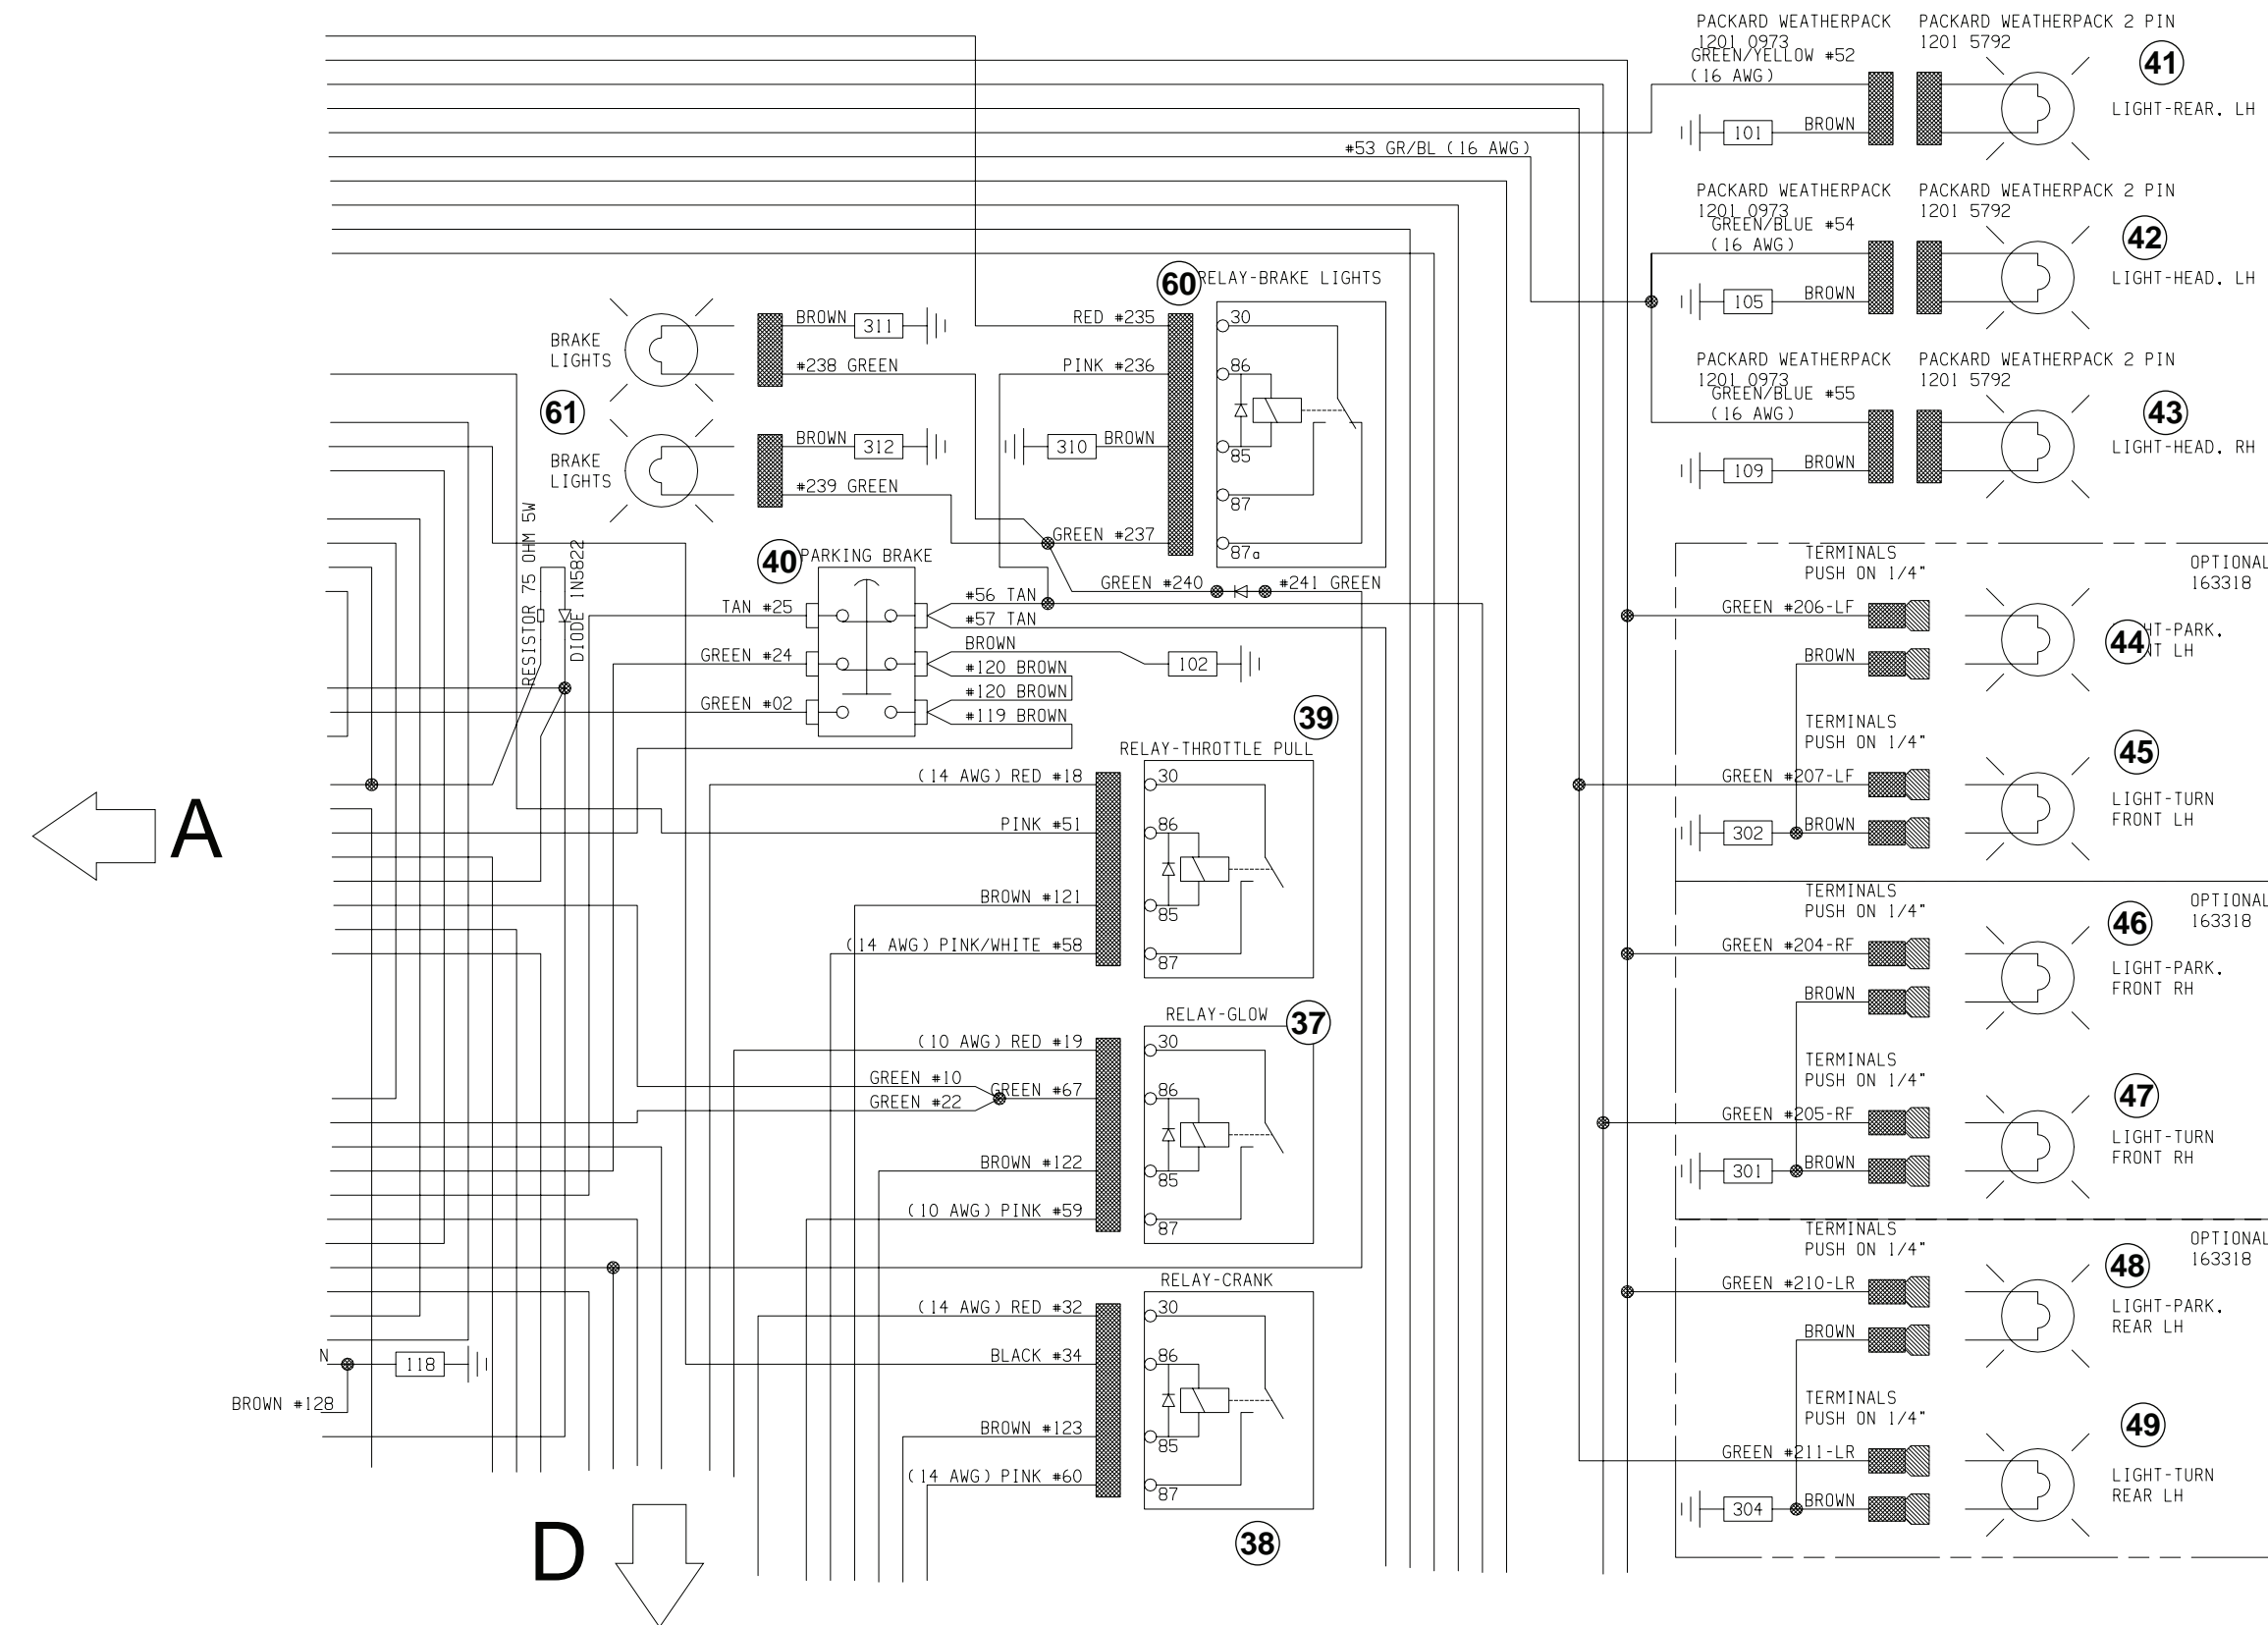 PACKARD WEATHERPACK
1201 0973
GREEN/YELLOW #52
(16 AWG)
PACKARD WEATHERPACK 2 PIN
1201 5792
41
BROWN
101
LIGHT-REAR. LH
#53 GR/BL (16 AWG)
PACKARD WEATHERPACK
1201 0973
GREEN/BLUE #54
(16 AWG)
PACKARD WEATHERPACK 2 PIN
1201 5792
42
BROWN
105
LIGHT-HEAD. LH
PACKARD WEATHERPACK
1201 0973
GREEN/BLUE #55
(16 AWG)
PACKARD WEATHERPACK 2 PIN
1201 5792
43
BROWN
109
LIGHT-HEAD. RH
60
RELAY-BRAKE LIGHTS
RED #235
30
PINK #236
86
310
BROWN
85
87
GREEN #237
87a
BRAKE
LIGHTS
BROWN
311
#238 GREEN
61
BRAKE
LIGHTS
BROWN
312
#239 GREEN
RESISTOR 75 OHM 5W
DIODE 1N5822
40
PARKING BRAKE
GREEN #240
#241 GREEN
TAN #25
#56 TAN
#57 TAN
GREEN #24
BROWN
102
#120 BROWN
#120 BROWN
GREEN #02
#119 BROWN
39
RELAY-THROTTLE PULL
(14 AWG) RED #18
30
PINK #51
86
BROWN #121
85
(14 AWG) PINK/WHITE #58
87
A
RELAY-GLOW
37
(10 AWG) RED #19
30
GREEN #10
GREEN #67
86
GREEN #22
BROWN #122
85
(10 AWG) PINK #59
87
RELAY-CRANK
(14 AWG) RED #32
30
BLACK #34
86
BROWN #123
85
(14 AWG) PINK #60
87
38
N
118
BROWN #128
D
TERMINALS
PUSH ON 1/4"
OPTIONAL
163318
GREEN #206-LF
BROWN
44
HT-PARK.
NT LH
TERMINALS
PUSH ON 1/4"
45
GREEN #207-LF
302
BROWN
LIGHT-TURN
FRONT LH
TERMINALS
PUSH ON 1/4"
OPTIONAL
163318
46
GREEN #204-RF
BROWN
LIGHT-PARK.
FRONT RH
TERMINALS
PUSH ON 1/4"
47
GREEN #205-RF
301
BROWN
LIGHT-TURN
FRONT RH
TERMINALS
PUSH ON 1/4"
OPTIONAL
163318
48
GREEN #210-LR
BROWN
LIGHT-PARK.
REAR LH
TERMINALS
PUSH ON 1/4"
49
GREEN #211-LR
304
BROWN
LIGHT-TURN
REAR LH